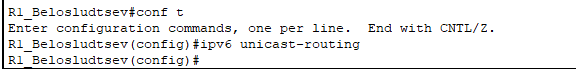 R1_Belosludtsev#conf t
Enter configuration commands, one per line.  End with CNTL/Z.
R1_Belosludtsev(config)#ipv6 unicast-routing
R1_Belosludtsev(config)#